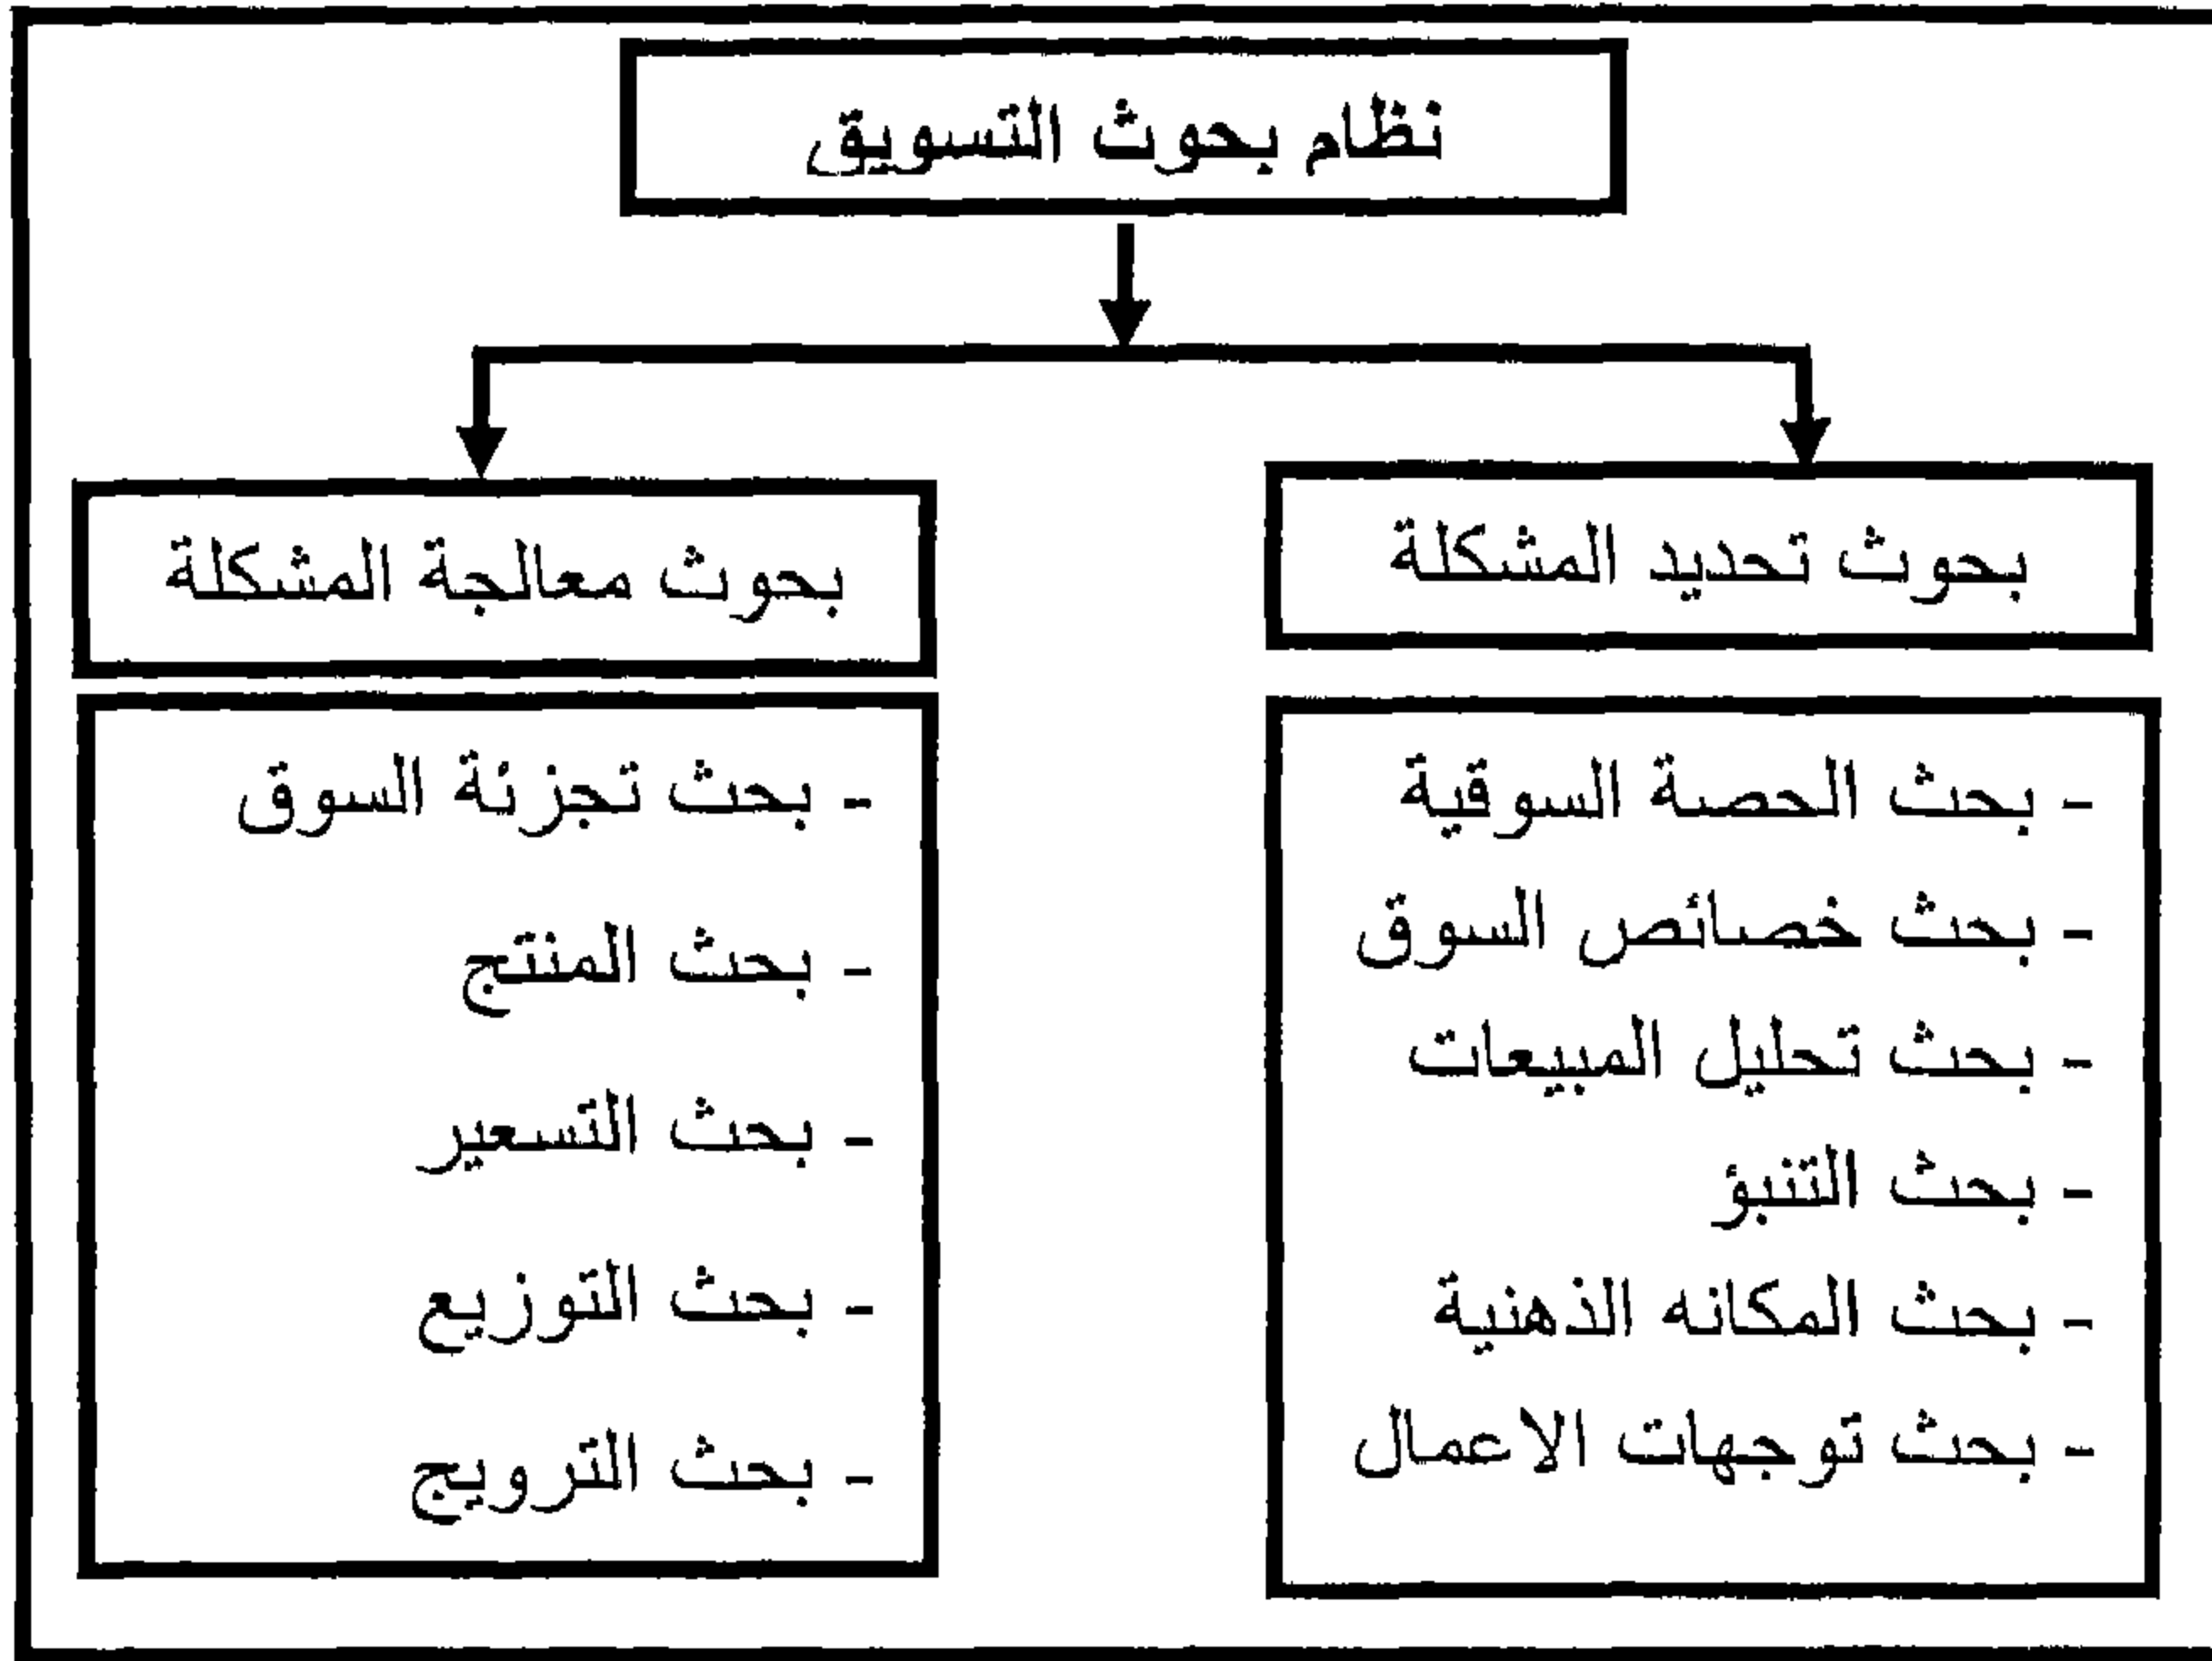 نظام بحوث التسويق
بحوث تحديد المشكلة
- بحث الحصة السوقية
- بحث خصائص السوق
- بحث تحليل المبيعات
- بحث التنبؤ
- بحث المكانه الذهنية
- بحث توجهات الاعمال
بحوث معالجة المشكلة
- بحث تجزئة السوق
- بحث المنتج
- بحث التسعير
- بحث التوزيع
- بحث الترويج